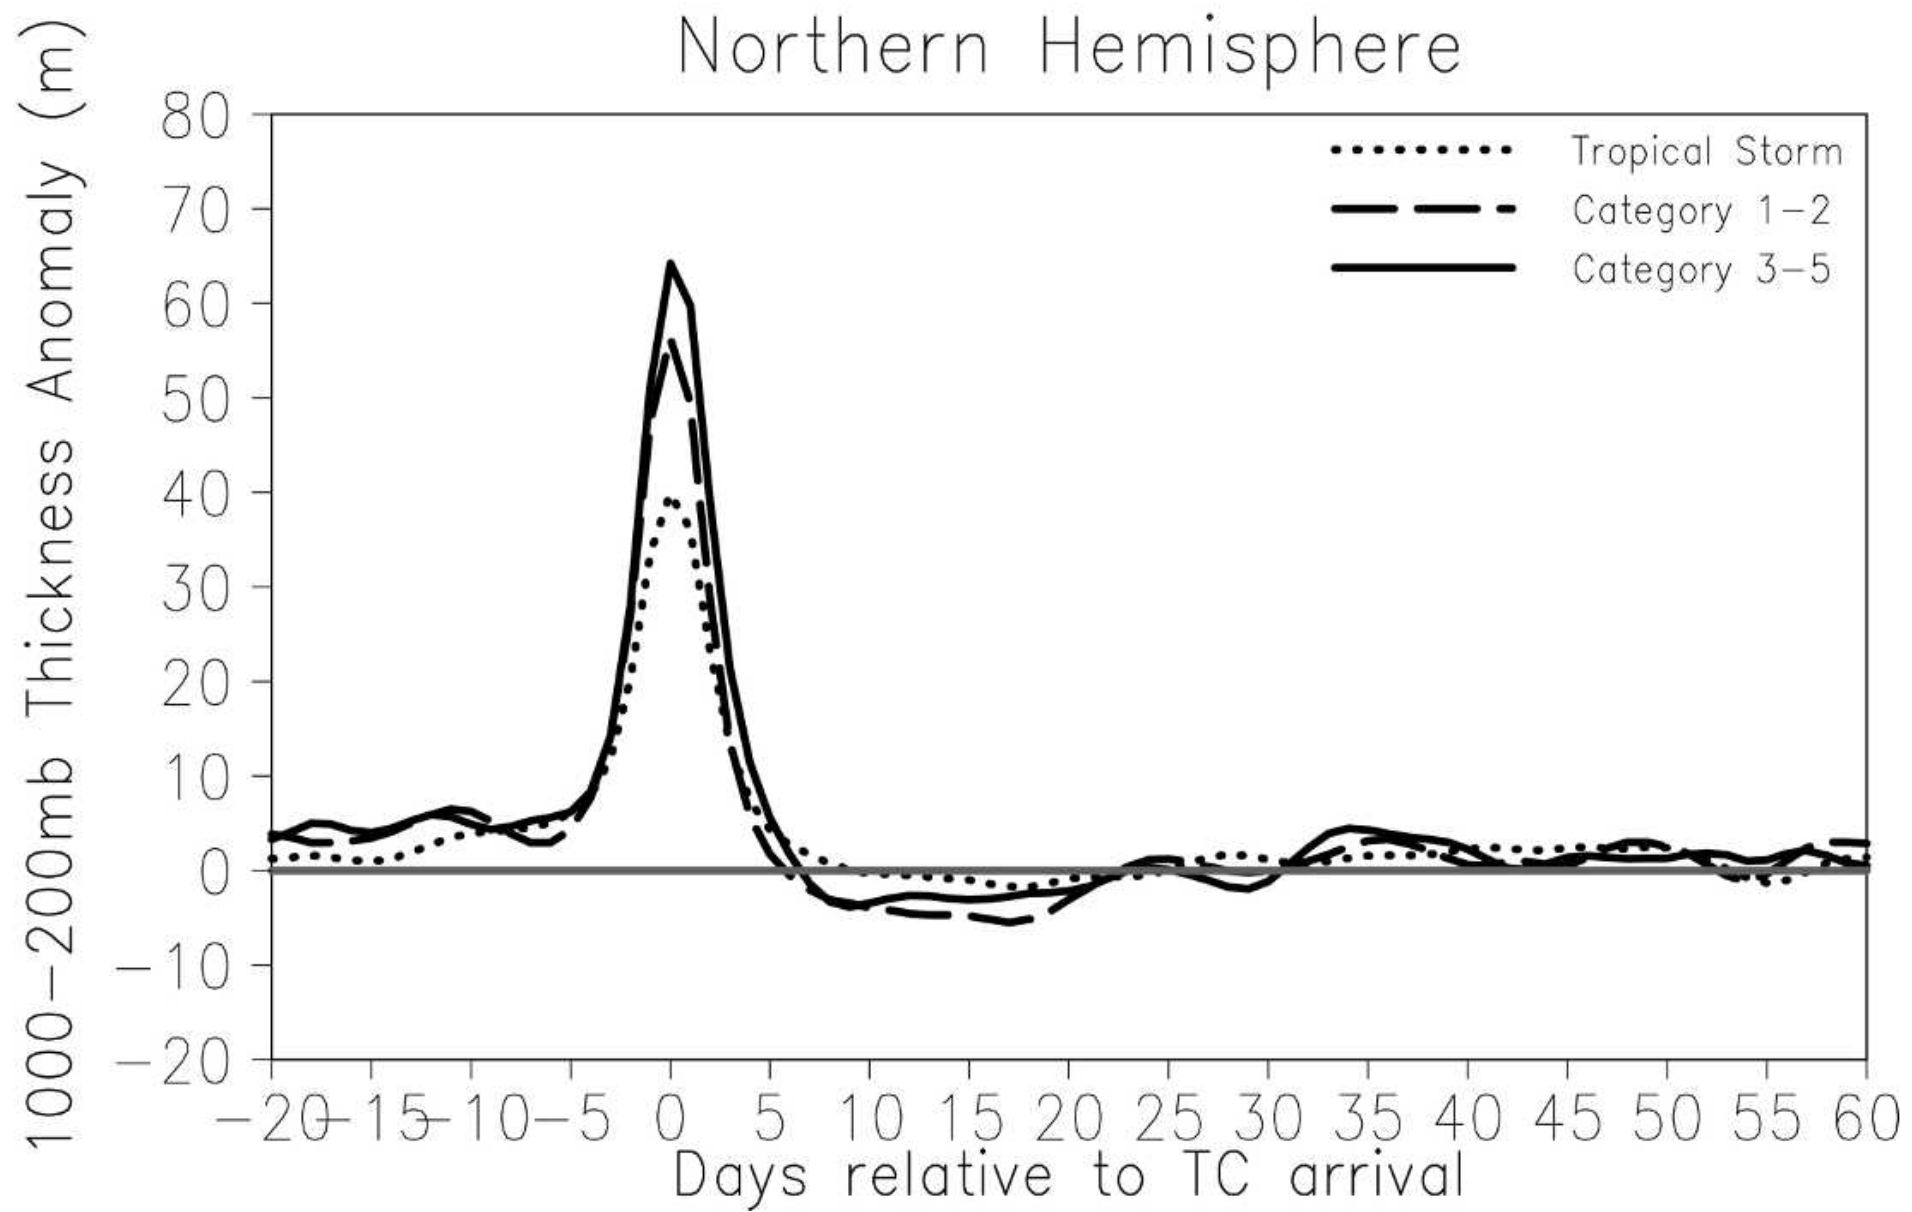 Northern Hemisphere
1000-200mb Thickness Anomaly (m)
80
70
60
50
40
30
20
10
0
-10
-20
Tropical Storm
Category 1-2
Category 3-5
-20 -15 -10 -5 0 5 10 15 20 25 30 35 40 45 50 55 60
Days relative to TC arrival